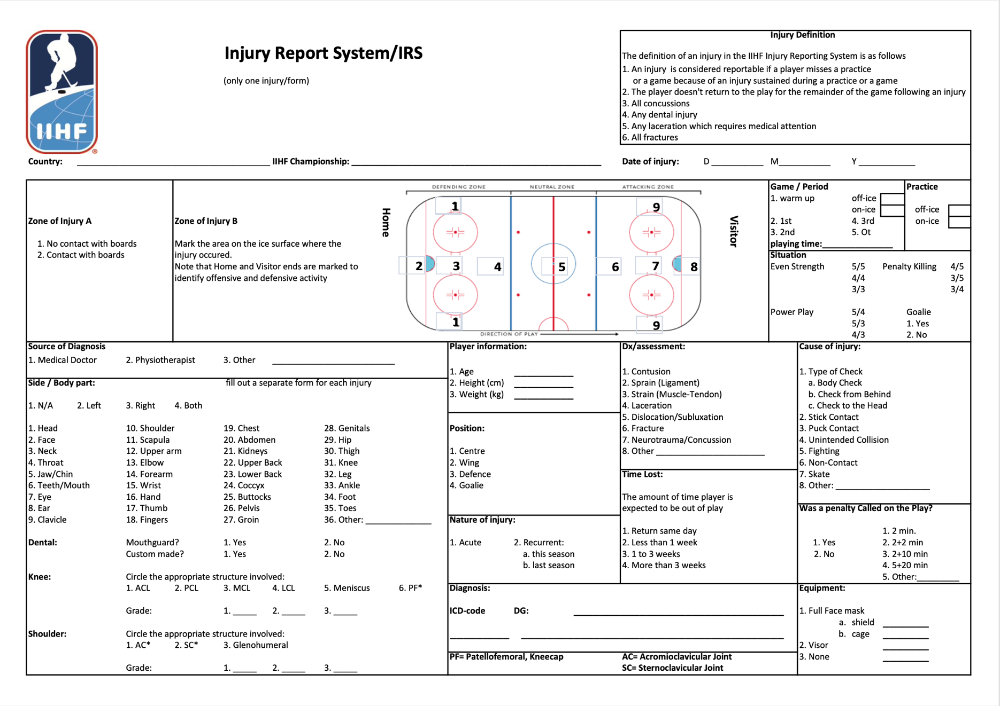 Injury Report System/IRS
(only one injury/form)
IIHF
®
Injury Definition
The definition of an injury in the IIHF Injury Reporting System is as follows
1. An injury  is considered reportable if a player misses a practice
or a game because of an injury sustained during a practice or a game
2. The player doesn't return to the play for the remainder of the game following an injury
3. All concussions
4. Any dental injury
5. Any laceration which requires medical attention
6. All fractures
Country: ____ IIHF Championship: ____ Date of injury: D ____ M ____ Y ____
Zone of Injury A
1. No contact with boards
2. Contact with boards
Zone of Injury B
Mark the area on the ice surface where the
injury occured.
Note that Home and Visitor ends are marked to
identify offensive and defensive activity
DEFENDING ZONE NEUTRAL ZONE ATTACKING ZONE
Home
Visitor
1 9
2 3 4 5 6 7 8
1 9
DIRECTION OF PLAY
Game / Period
1. warm up off-ice
on-ice
2. 1st 4. 3rd
3. 2nd 5. Ot
playing time: ____
Practice
off-ice
on-ice
Situation
Even Strength 5/5 Penalty Killing 4/5
4/4 3/5
3/3 3/4
Power Play 5/4 Goalie
5/3 1. Yes
4/3 2. No
Source of Diagnosis
1. Medical Doctor 2. Physiotherapist 3. Other ____
Side / Body part: fill out a separate form for each injury
1. N/A 2. Left 3. Right 4. Both
1. Head 10. Shoulder 19. Chest 28. Genitals
2. Face 11. Scapula 20. Abdomen 29. Hip
3. Neck 12. Upper arm 21. Kidneys 30. Thigh
4. Throat 13. Elbow 22. Upper Back 31. Knee
5. Jaw/Chin 14. Forearm 23. Lower Back 32. Leg
6. Teeth/Mouth 15. Wrist 24. Coccyx 33. Ankle
7. Eye 16. Hand 25. Buttocks 34. Foot
8. Ear 17. Thumb 26. Pelvis 35. Toes
9. Clavicle 18. Fingers 27. Groin 36. Other: ____
Dental: Mouthguard? 1. Yes 2. No
Custom made? 1. Yes 2. No
Knee: Circle the appropriate structure involved:
1. ACL 2. PCL 3. MCL 4. LCL 5. Meniscus 6. PF*
Grade: 1. ____ 2. ____ 3. ____
Shoulder: Circle the appropriate structure involved:
1. AC* 2. SC* 3. Glenohumeral
Grade: 1. ____ 2. ____ 3. ____
Player information:
1. Age ____
2. Height (cm) ____
3. Weight (kg) ____
Position:
1. Centre
2. Wing
3. Defence
4. Goalie
Nature of injury:
1. Acute 2. Recurrent:
a. this season
b. last season
Dx/assessment:
1. Contusion
2. Sprain (Ligament)
3. Strain (Muscle-Tendon)
4. Laceration
5. Dislocation/Subluxation
6. Fracture
7. Neurotrauma/Concussion
8. Other ____
Time Lost:
The amount of time player is
expected to be out of play
1. Return same day
2. Less than 1 week
3. 1 to 3 weeks
4. More than 3 weeks
Cause of injury:
1. Type of Check
a. Body Check
b. Check from Behind
c. Check to the Head
2. Stick Contact
3. Puck Contact
4. Unintended Collision
5. Fighting
6. Non-Contact
7. Skate
8. Other: ____
Was a penalty Called on the Play?
1. 2 min.
1. Yes 2. 2+2 min
2. No 3. 2+10 min
4. 5+20 min
5. Other: ____
Diagnosis:
ICD-code DG: ____
____ ____
PF= Patellofemoral, Kneecap AC= Acromioclavicular Joint
SC= Sternoclavicular Joint
Equipment:
1. Full Face mask
a. shield ____
b. cage ____
2. Visor ____
3. None ____